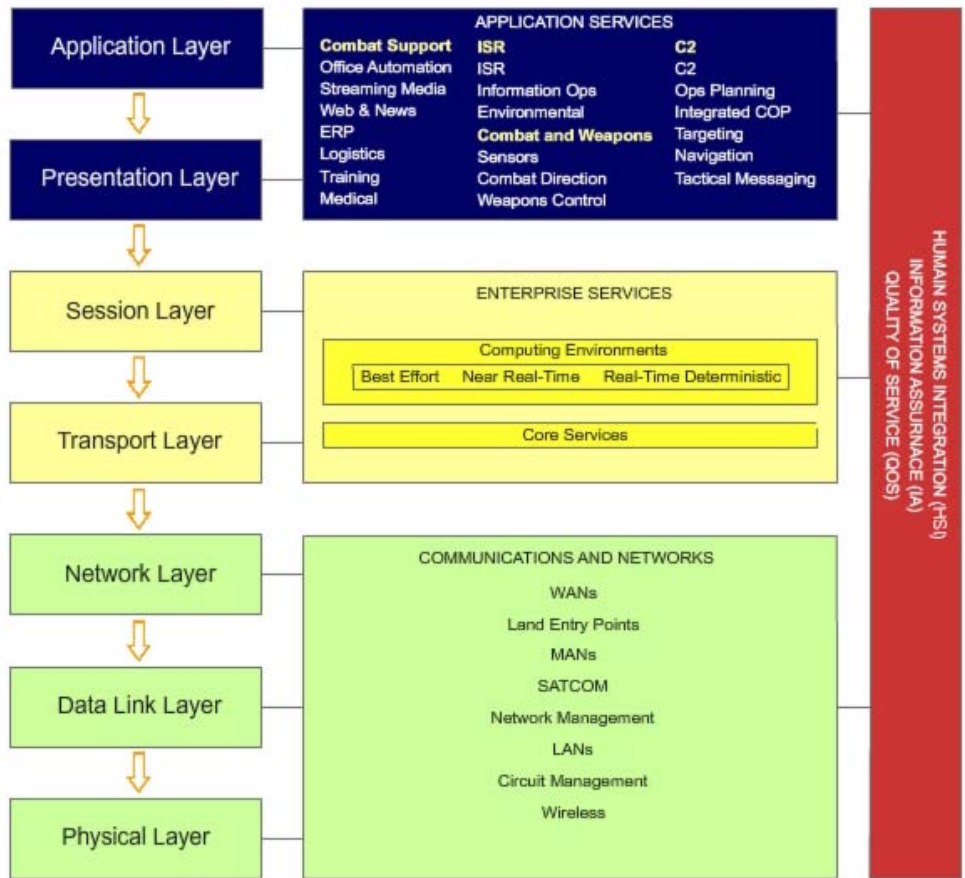 Application Layer
Presentation Layer
Session Layer
Transport Layer
Network Layer
Data Link Layer
Physical Layer
APPLICATION SERVICES
Combat Support
Office Automation
Streaming Media
Web & News
ERP
Logistics
Training
Medical
ISR
ISR
Information Ops
Environmental
Combat and Weapons
Sensors
Combat Direction
Weapons Control
C2
C2
Ops Planning
Integrated COP
Targeting
Navigation
Tactical Messaging
ENTERPRISE SERVICES
Computing Environments
Best Effort Near Real-Time Real-Time Deterministic
Core Services
COMMUNICATIONS AND NETWORKS
WANs
Land Entry Points
MANs
SATCOM
Network Management
LANs
Circuit Management
Wireless
HUMAIN SYSTEMS INTEGRATION (HSI)
INFORMATION ASSURNACE (IA)
QUALITY OF SERVICE (QOS)